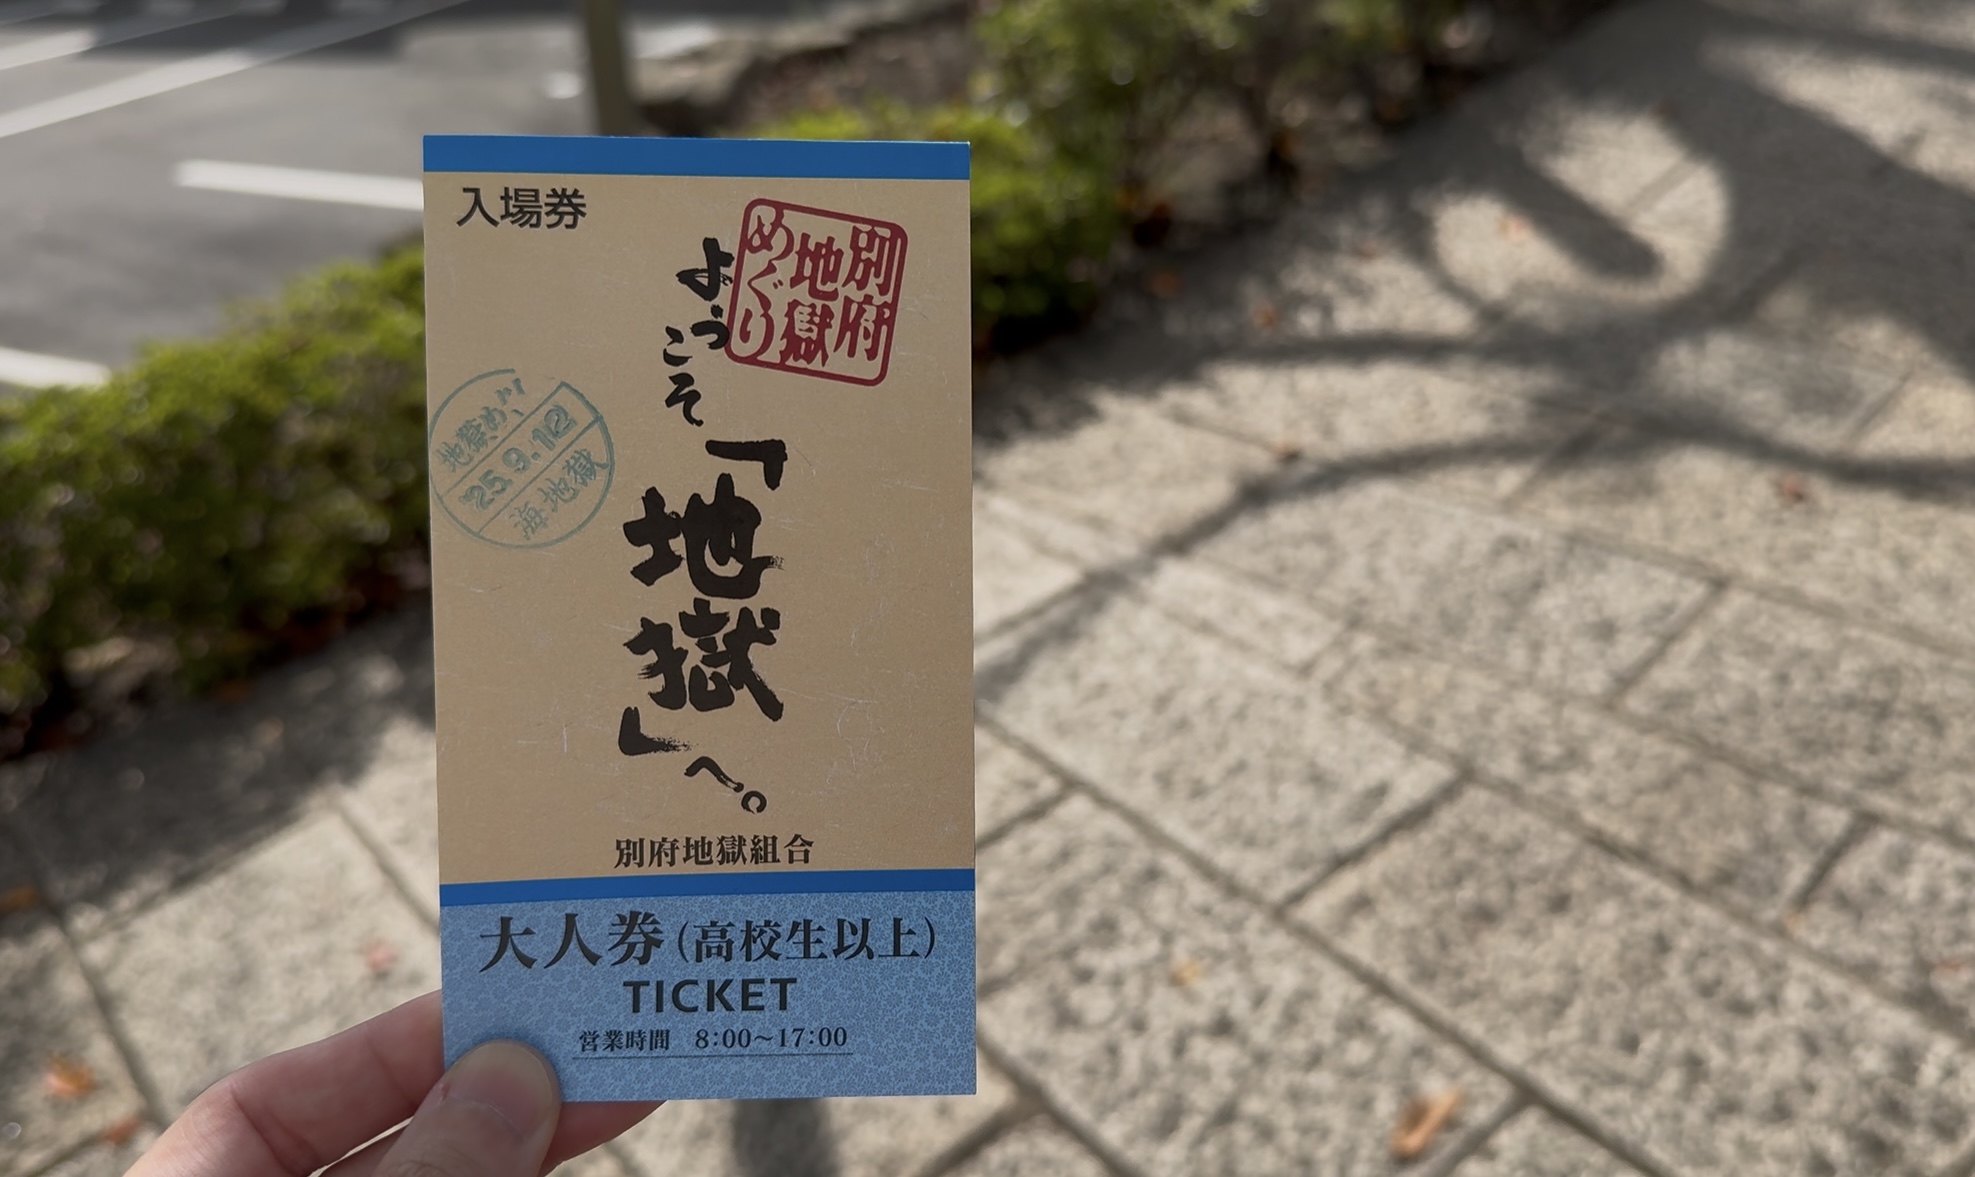 入場券
別府
地獄
めぐり
ようこそ
「地獄」へ。
地獄め
25.9.12
海地獄
別府地獄組合
大人券(高校生以上)
TICKET
営業時間 8:00~17:00